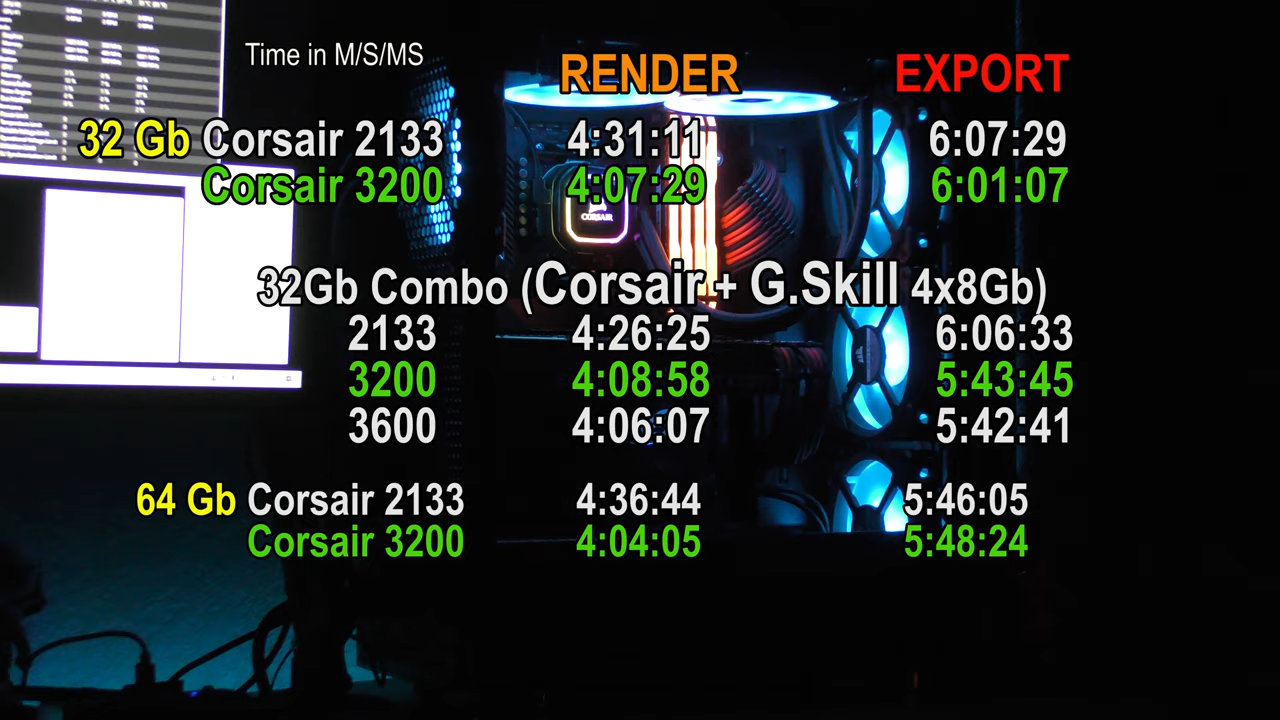 Time in M/S/MS RENDER EXPORT
32 Gb Corsair 2133 4:31:11 6:07:29
Corsair 3200 4:07:29 6:01:07
CORSAIR
32Gb Combo (Corsair + G.Skill 4x8Gb)
2133 4:26:25 6:06:33
3200 4:08:58 5:43:45
3600 4:06:07 5:42:41
64 Gb Corsair 2133 4:36:44 5:46:05
Corsair 3200 4:04:05 5:48:24